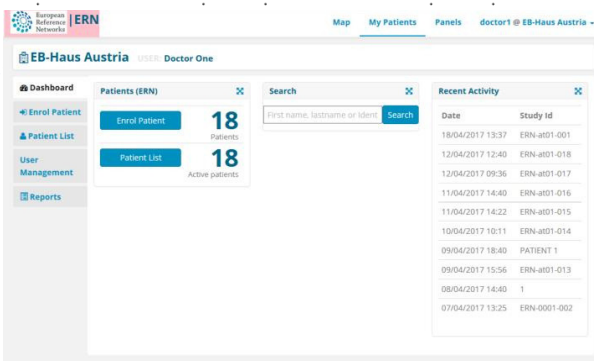 European
Reference
Networks
ERN
Map
My Patients
Panels
doctor1 @ EB-Haus Austria
EB-Haus Austria USER: Doctor One
Dashboard
Enrol Patient
Patient List
User
Management
Reports
Patients (ERN)
Enrol Patient
18
Patients
Patient List
18
Active patients
Search
First name, lastname or Ident
Search
Recent Activity
Date Study Id
18/04/2017 13:37 ERN-at01-001
12/04/2017 12:40 ERN-at01-018
12/04/2017 09:36 ERN-at01-017
11/04/2017 14:40 ERN-at01-016
11/04/2017 14:22 ERN-at01-015
10/04/2017 10:11 ERN-at01-014
09/04/2017 18:40 PATIENT 1
09/04/2017 15:56 ERN-at01-013
08/04/2017 14:40 1
07/04/2017 13:25 ERN-0001-002